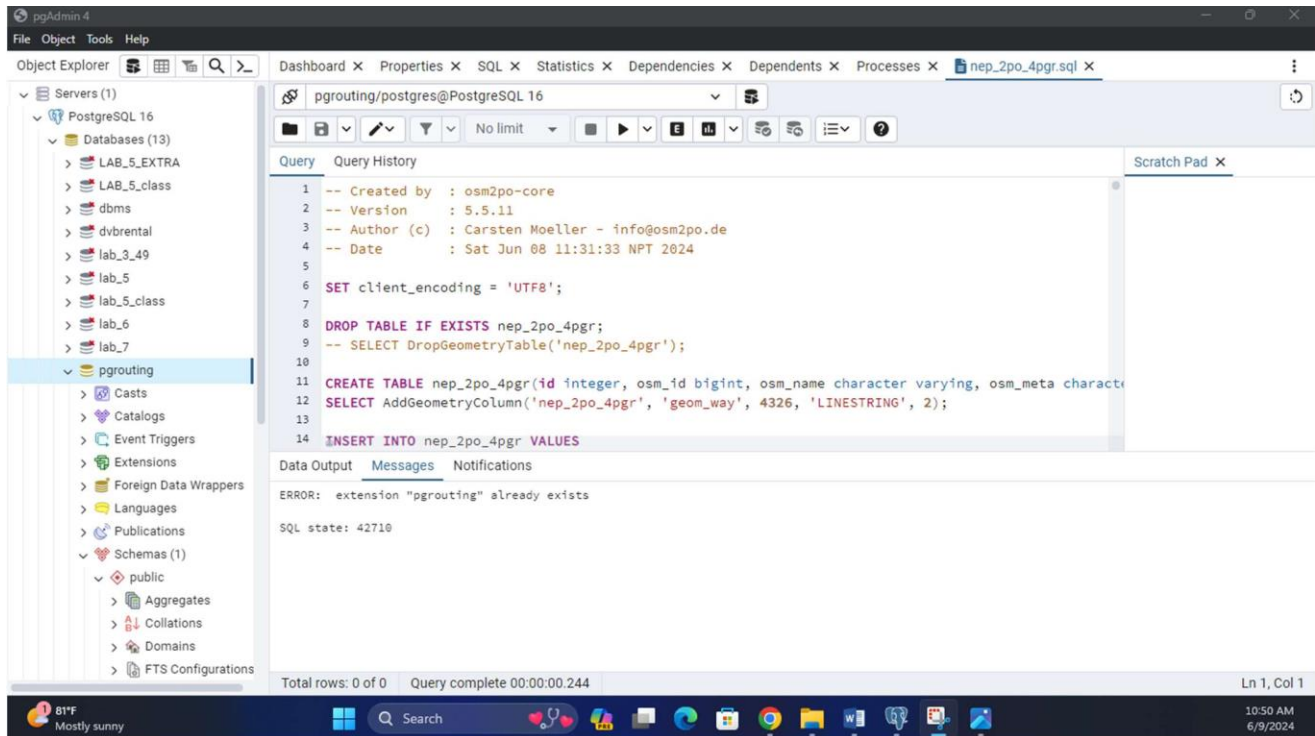 pgAdmin 4
File Object Tools Help
Object Explorer
Dashboard Properties SQL Statistics Dependencies Dependents Processes nep_2po_4pgr.sql
Servers (1)
PostgreSQL 16
Databases (13)
LAB_5_EXTRA
LAB_5_class
dbms
dvbrental
lab_3_49
lab_5
lab_5_class
lab_6
lab_7
pgrouting
Casts
Catalogs
Event Triggers
Extensions
Foreign Data Wrappers
Languages
Publications
Schemas (1)
public
Aggregates
Collations
Domains
FTS Configurations
pgrouting/postgres@PostgreSQL 16
No limit
E
Query Query History
Scratch Pad
1 -- Created by : osm2po-core
2 -- Version : 5.5.11
3 -- Author (c) : Carsten Moeller - info@osm2po.de
4 -- Date : Sat Jun 08 11:31:33 NPT 2024
5
6 SET client_encoding = 'UTF8';
7
8 DROP TABLE IF EXISTS nep_2po_4pgr;
9 -- SELECT DropGeometryTable('nep_2po_4pgr');
10
11 CREATE TABLE nep_2po_4pgr(id integer, osm_id bigint, osm_name character varying, osm_meta characte
12 SELECT AddGeometryColumn('nep_2po_4pgr', 'geom_way', 4326, 'LINESTRING', 2);
13
14 INSERT INTO nep_2po_4pgr VALUES
Data Output Messages Notifications
ERROR: extension "pgrouting" already exists
SQL state: 42710
Total rows: 0 of 0 Query complete 00:00:00.244 Ln 1, Col 1
1
81°F
Mostly sunny
Search
PRE
10:50 AM
6/9/2024